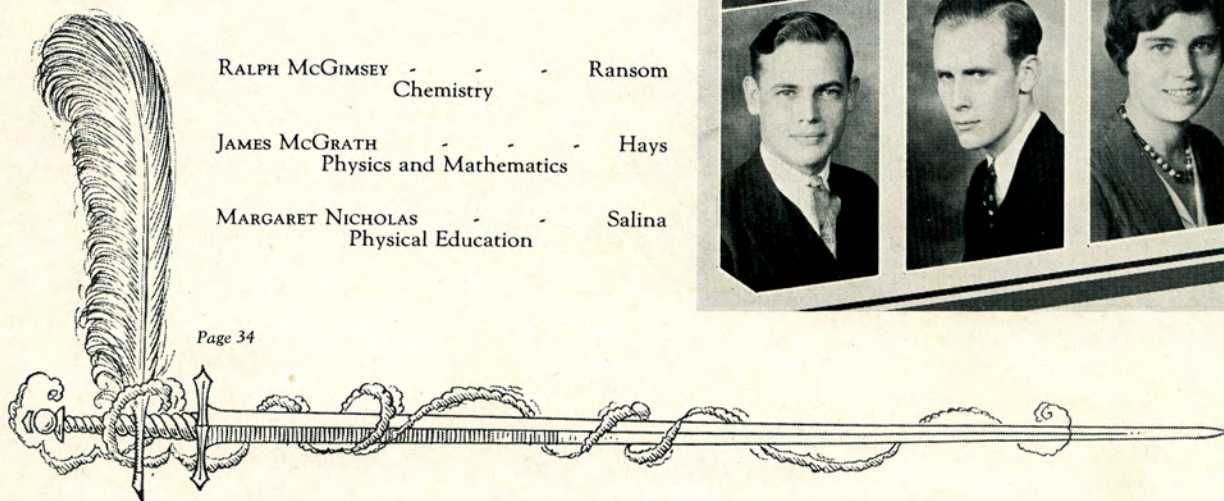 RALPH MCGIMSEY - - - Ransom
Chemistry
JAMES MCGRATH - - - Hays
Physics and Mathematics
MARGARET NICHOLAS - - Salina
Physical Education
Page 34